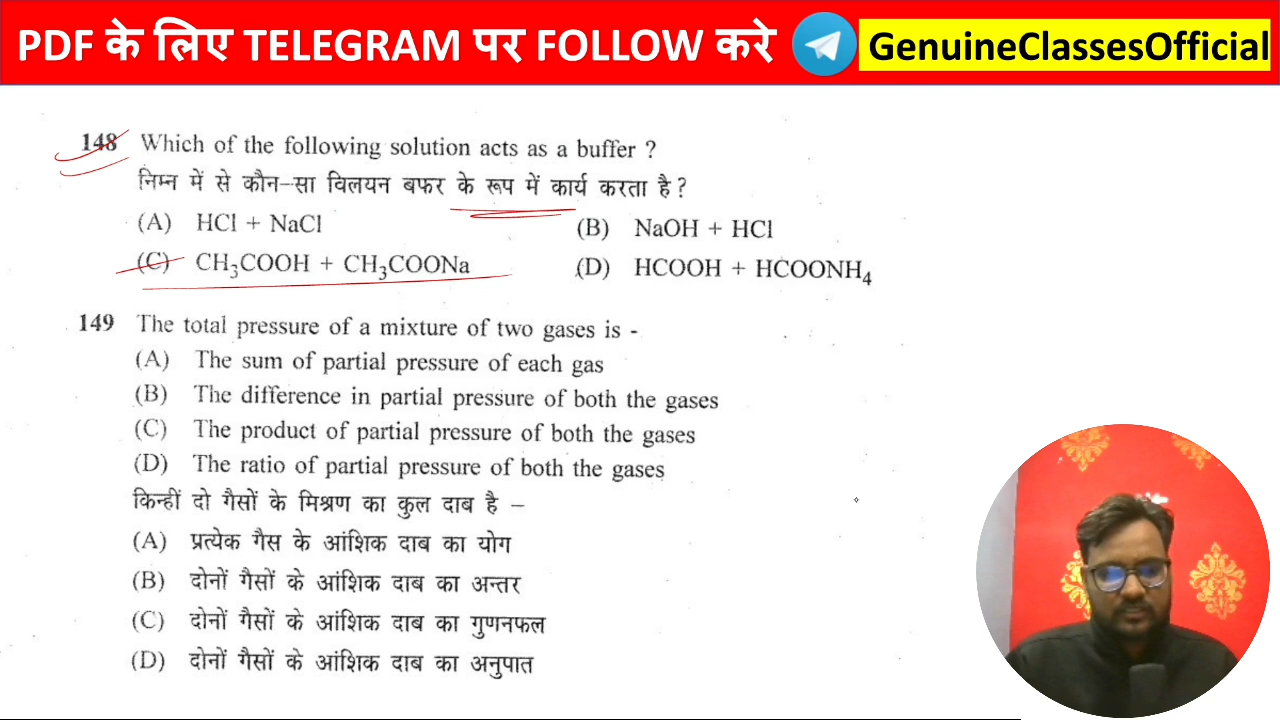 PDF के लिए TELEGRAM पर FOLLOW करे GenuineClassesOfficial
148 Which of the following solution acts as a buffer ?
निम्न में से कौन-सा विलयन बफर के रूप में कार्य करता है ?
(A) HCl + NaCl (B) NaOH + HCl
(C) CH₃COOH + CH₃COONa (D) HCOOH + HCOONH₄
149 The total pressure of a mixture of two gases is -
(A) The sum of partial pressure of each gas
(B) The difference in partial pressure of both the gases
(C) The product of partial pressure of both the gases
(D) The ratio of partial pressure of both the gases
किन्हीं दो गैसों के मिश्रण का कुल दाब है –
(A) प्रत्येक गैस के आंशिक दाब का योग
(B) दोनों गैसों के आंशिक दाब का अन्तर
(C) दोनों गैसों के आंशिक दाब का गुणनफल
(D) दोनों गैसों के आंशिक दाब का अनुपात